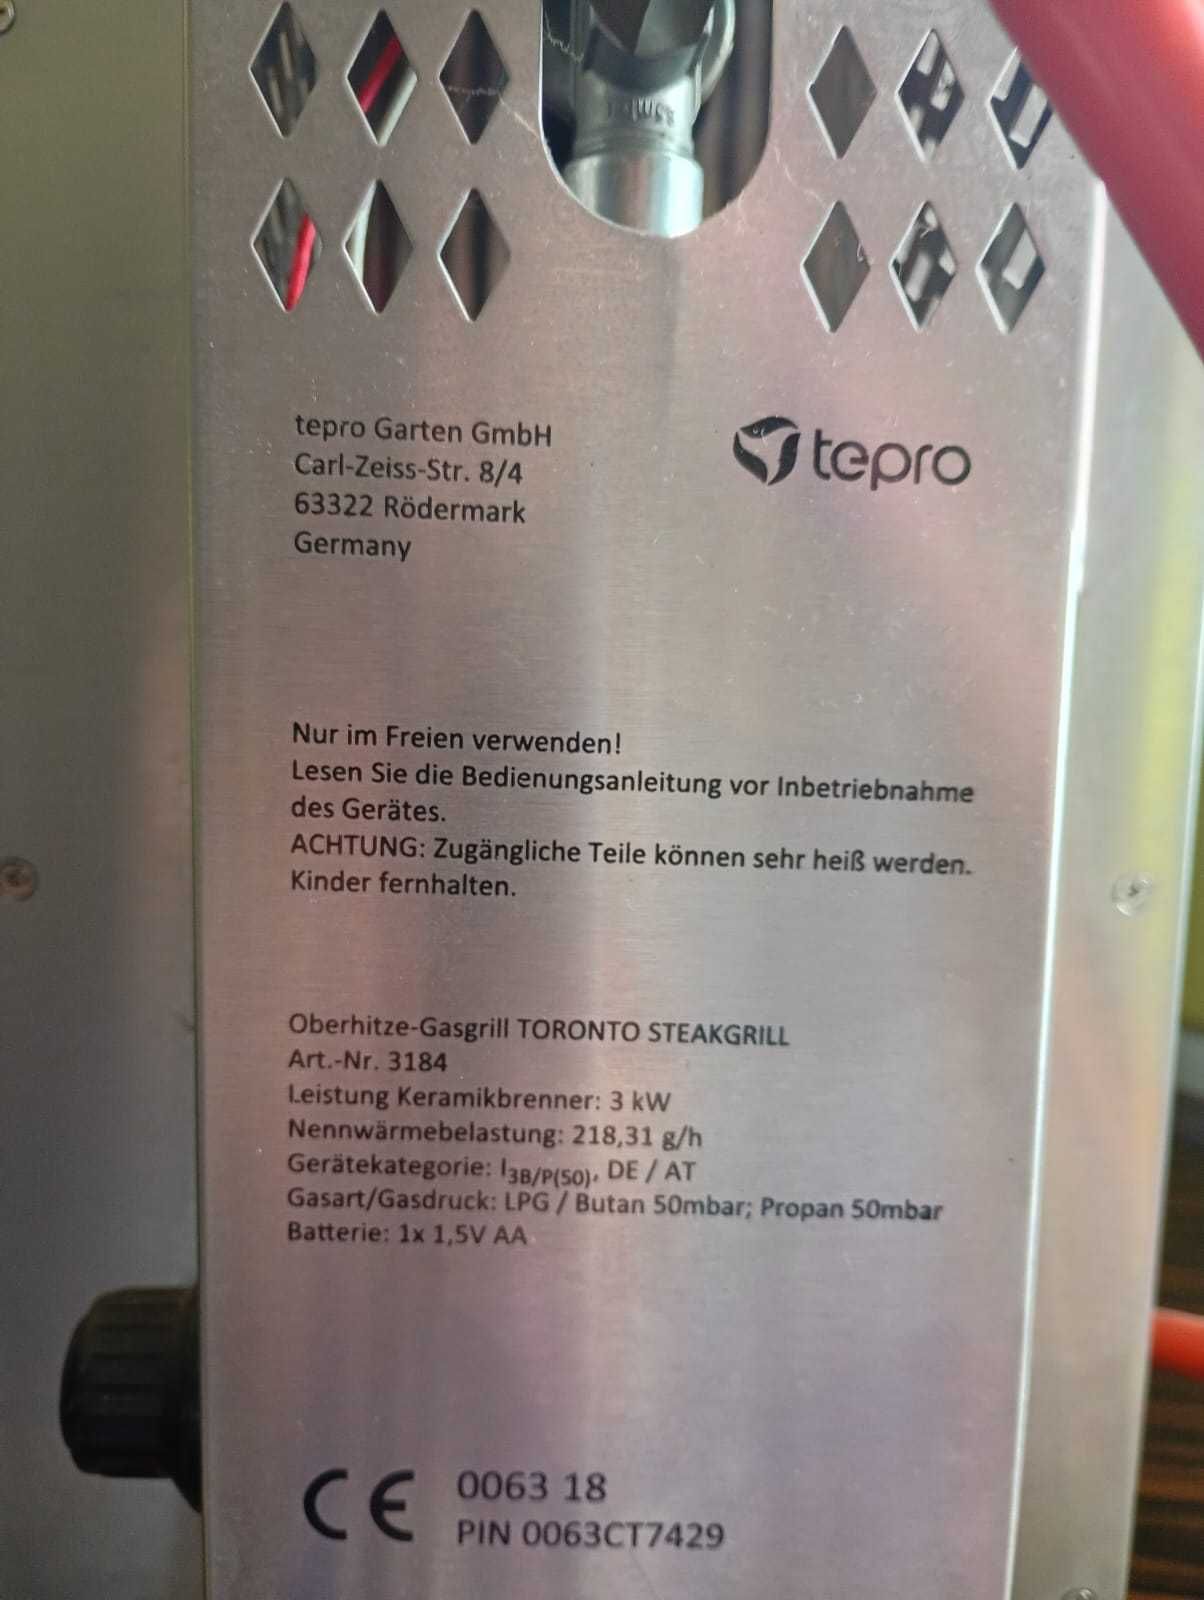 tepro Garten GmbH
Carl-Zeiss-Str. 8/4
63322 Rödermark
Germany
tepro
Nur im Freien verwenden!
Lesen Sie die Bedienungsanleitung vor Inbetriebnahme
des Gerätes.
ACHTUNG: Zugängliche Teile können sehr heiß werden.
Kinder fernhalten.
Oberhitze-Gasgrill TORONTO STEAKGRILL
Art.-Nr. 3184
Leistung Keramikbrenner: 3 kW
Nennwärmebelastung: 218,31 g/h
Gerätekategorie: I3B/P(50), DE / AT
Gasart/Gasdruck: LPG / Butan 50mbar; Propan 50mbar
Batterie: 1x 1,5V AA
CE 0063 18
PIN 0063CT7429